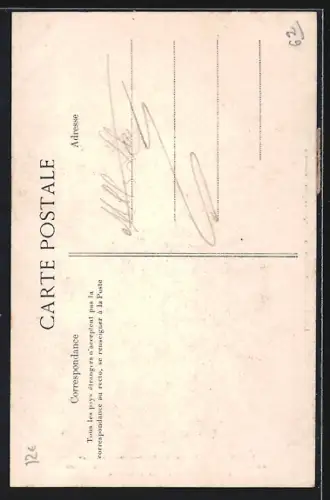 CARTE POSTALE
Correspondance
Tous les pays étrangers n'acceptent pas la
correspondance au recto, se renseigner à la Poste
Adresse
12€